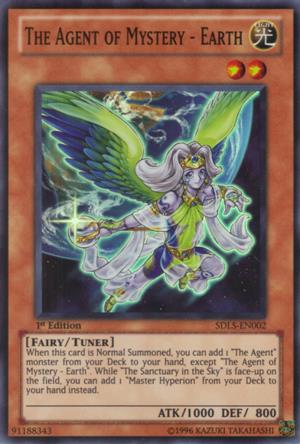 THE AGENT OF MYSTERY - EARTH
LIGHT
光
1st Edition
SDLS-EN002
[FAIRY/TUNER]
When this card is Normal Summoned, you can add 1 "The Agent"
monster from your Deck to your hand, except "The Agent of
Mystery - Earth". While "The Sanctuary in the Sky" is face-up on
the field, you can add 1 "Master Hyperion" from your Deck to your
hand instead.
ATK/1000 DEF/ 800
91188343
©1996 KAZUKI TAKAHASHI